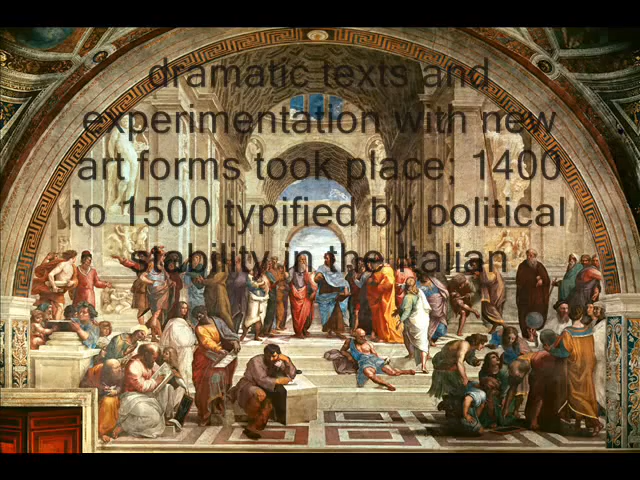 dramatic texts and
experimentation with new
art forms took place; 1400
to 1500 typified by political
stability in the Italian